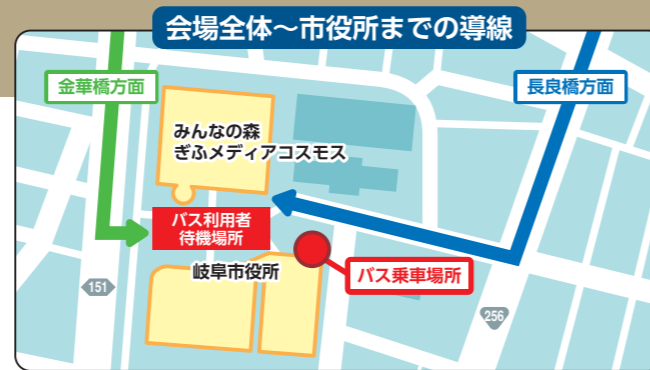 会場全体～市役所までの導線
金華橋方面
長良橋方面
みんなの森
ぎふメディアコスモス
バス利用者
待機場所
岐阜市役所
バス乗車場所
151
256